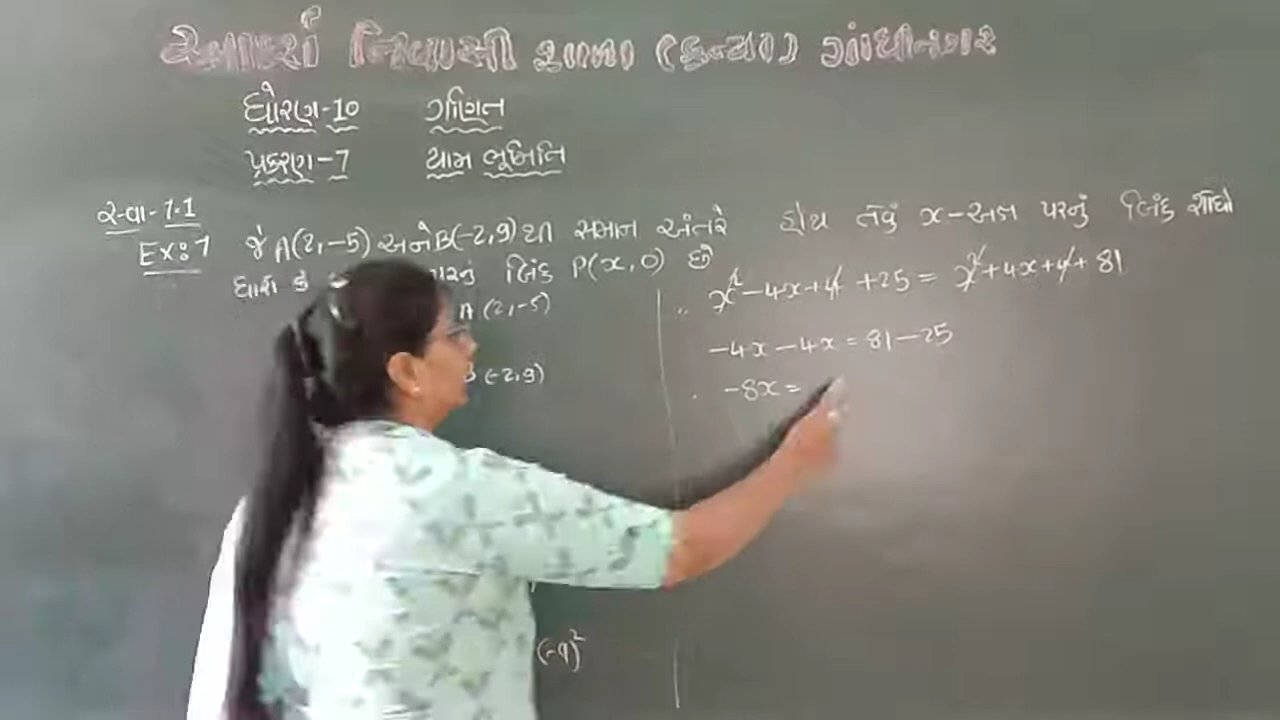 આદર્શ નિવાસી શાળા (કન્યા) ગાંધીનગર
ધોરણ-10 ગણિત
પ્રકરણ-7 યામ ભૂમિતિ
સ્વા-7.1
Ex:7 જે A(2,-5) અને B(-2,9) થી સમાન અંતરે હોય તેવું x-અક્ષ પરનું બિંદુ શોધો
ધારો કે પરનું બિંદુ P(x,0) છે
A(2,-5)
B(-2,9)
(-9)²
∴ x² -4x+4 +25 = x²+4x+4+81
-4x-4x = 81-25
-8x =